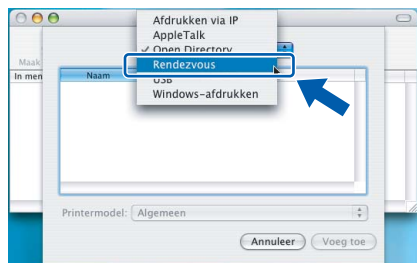 Afdrukken via IP
AppleTalk
✓ Open Directory
Rendezvous
USB
Windows-afdrukken
Maak
In men
Naam
Printermodel: Algemeen
Annuleer
Voeg toe